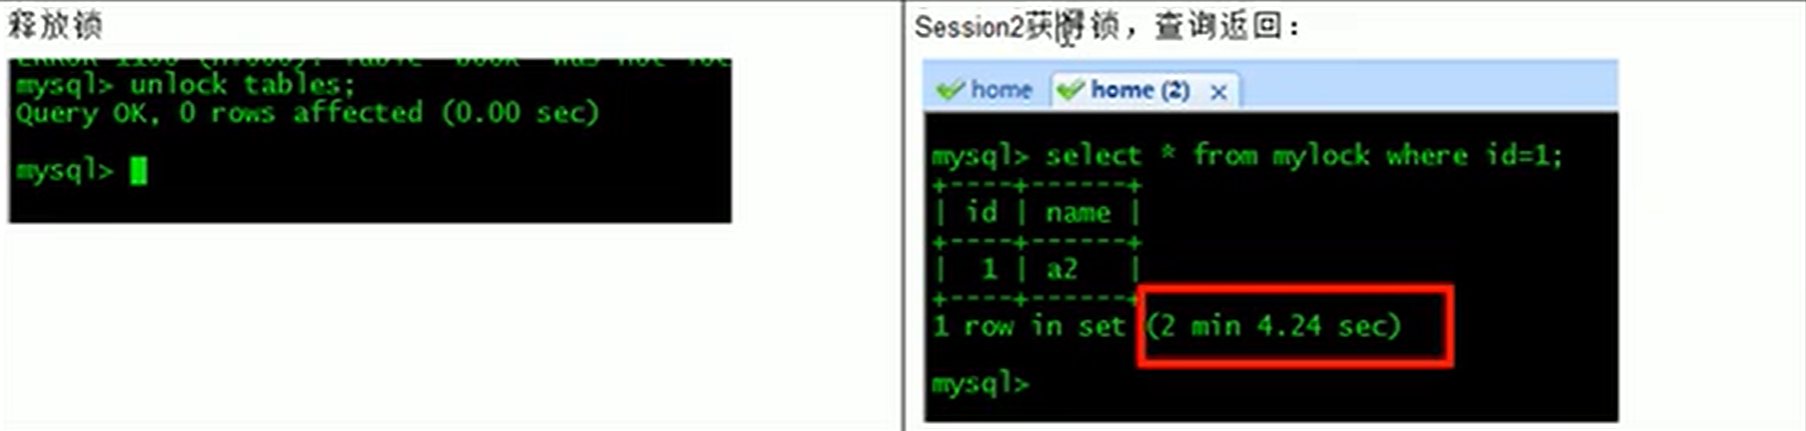 释放锁
mysql> unlock tables;
Query OK, 0 rows affected (0.00 sec)
mysql>
Session2获得锁，查询返回：
home home (2) ×
mysql> select * from mylock where id=1;
+----+------+
| id | name |
+----+------+
| 1 | a2 |
+----+------+
1 row in set (2 min 4.24 sec)
mysql>